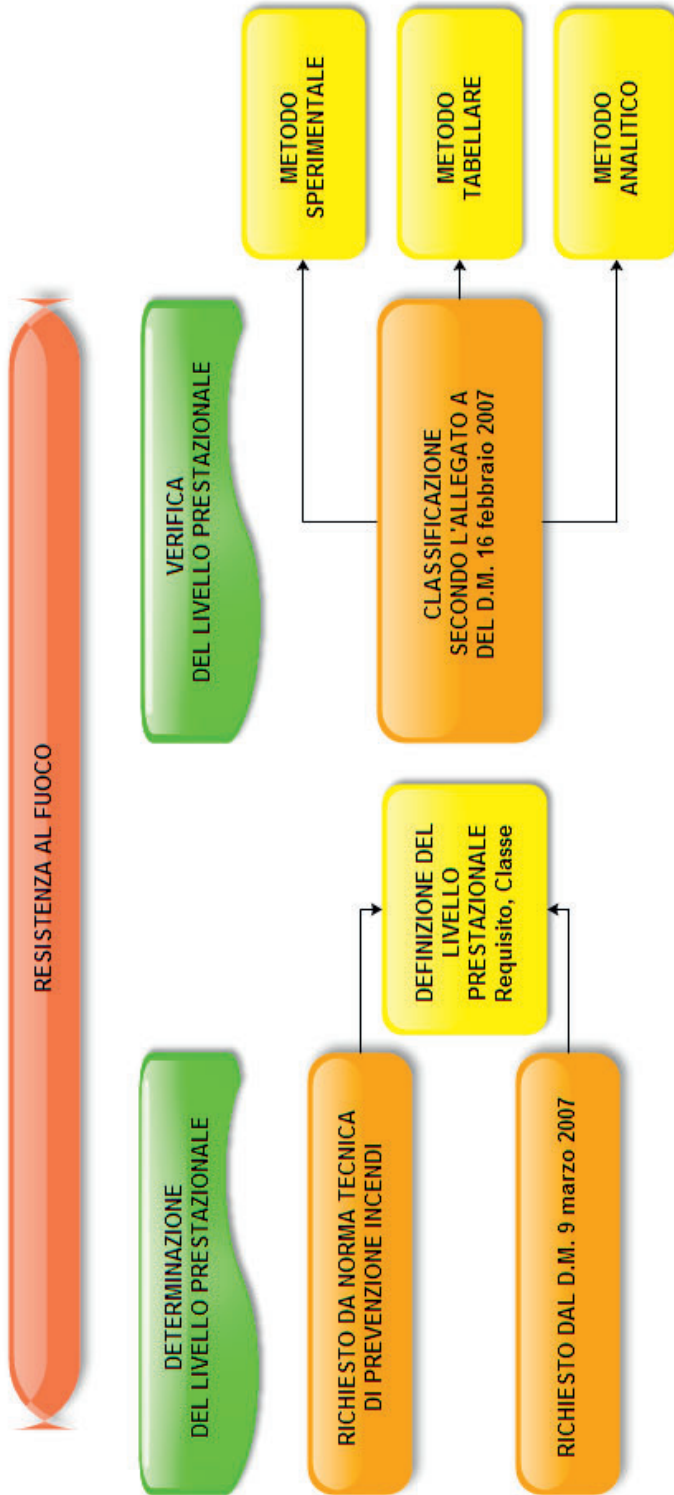 RESISTENZA AL FUOCO
DETERMINAZIONE
DEL LIVELLO PRESTAZIONALE
RICHIESTO DA NORMA TECNICA
DI PREVENZIONE INCENDI
RICHIESTO DAL D.M. 9 marzo 2007
DEFINIZIONE DEL
LIVELLO
PRESTAZIONALE
Requisito, Classe
VERIFICA
DEL LIVELLO PRESTAZIONALE
CLASSIFICAZIONE
SECONDO L'ALLEGATO A
DEL D.M. 16 febbraio 2007
METODO
SPERIMENTALE
METODO
TABELLARE
METODO
ANALITICO